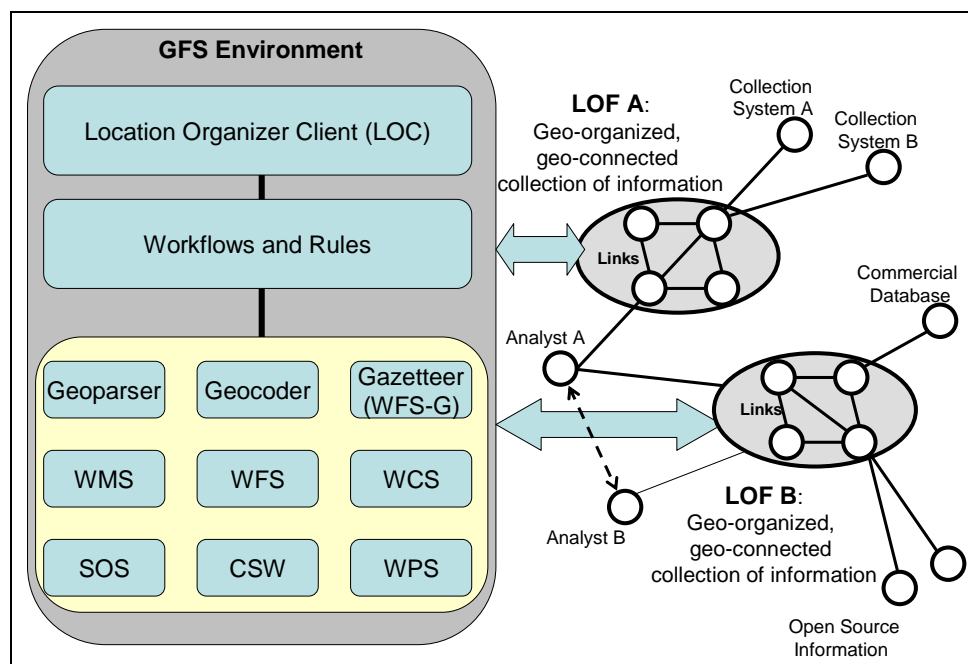 GFS Environment
Location Organizer Client (LOC)
Workflows and Rules
Geoparser
Geocoder
Gazetteer
(WFS-G)
WMS
WFS
WCS
SOS
CSW
WPS
LOF A:
Geo-organized,
geo-connected
collection of information
Collection
System A
Collection
System B
Links
Analyst A
Commercial
Database
Links
Analyst B
LOF B:
Geo-organized,
geo-connected
collection of information
Open Source
Information